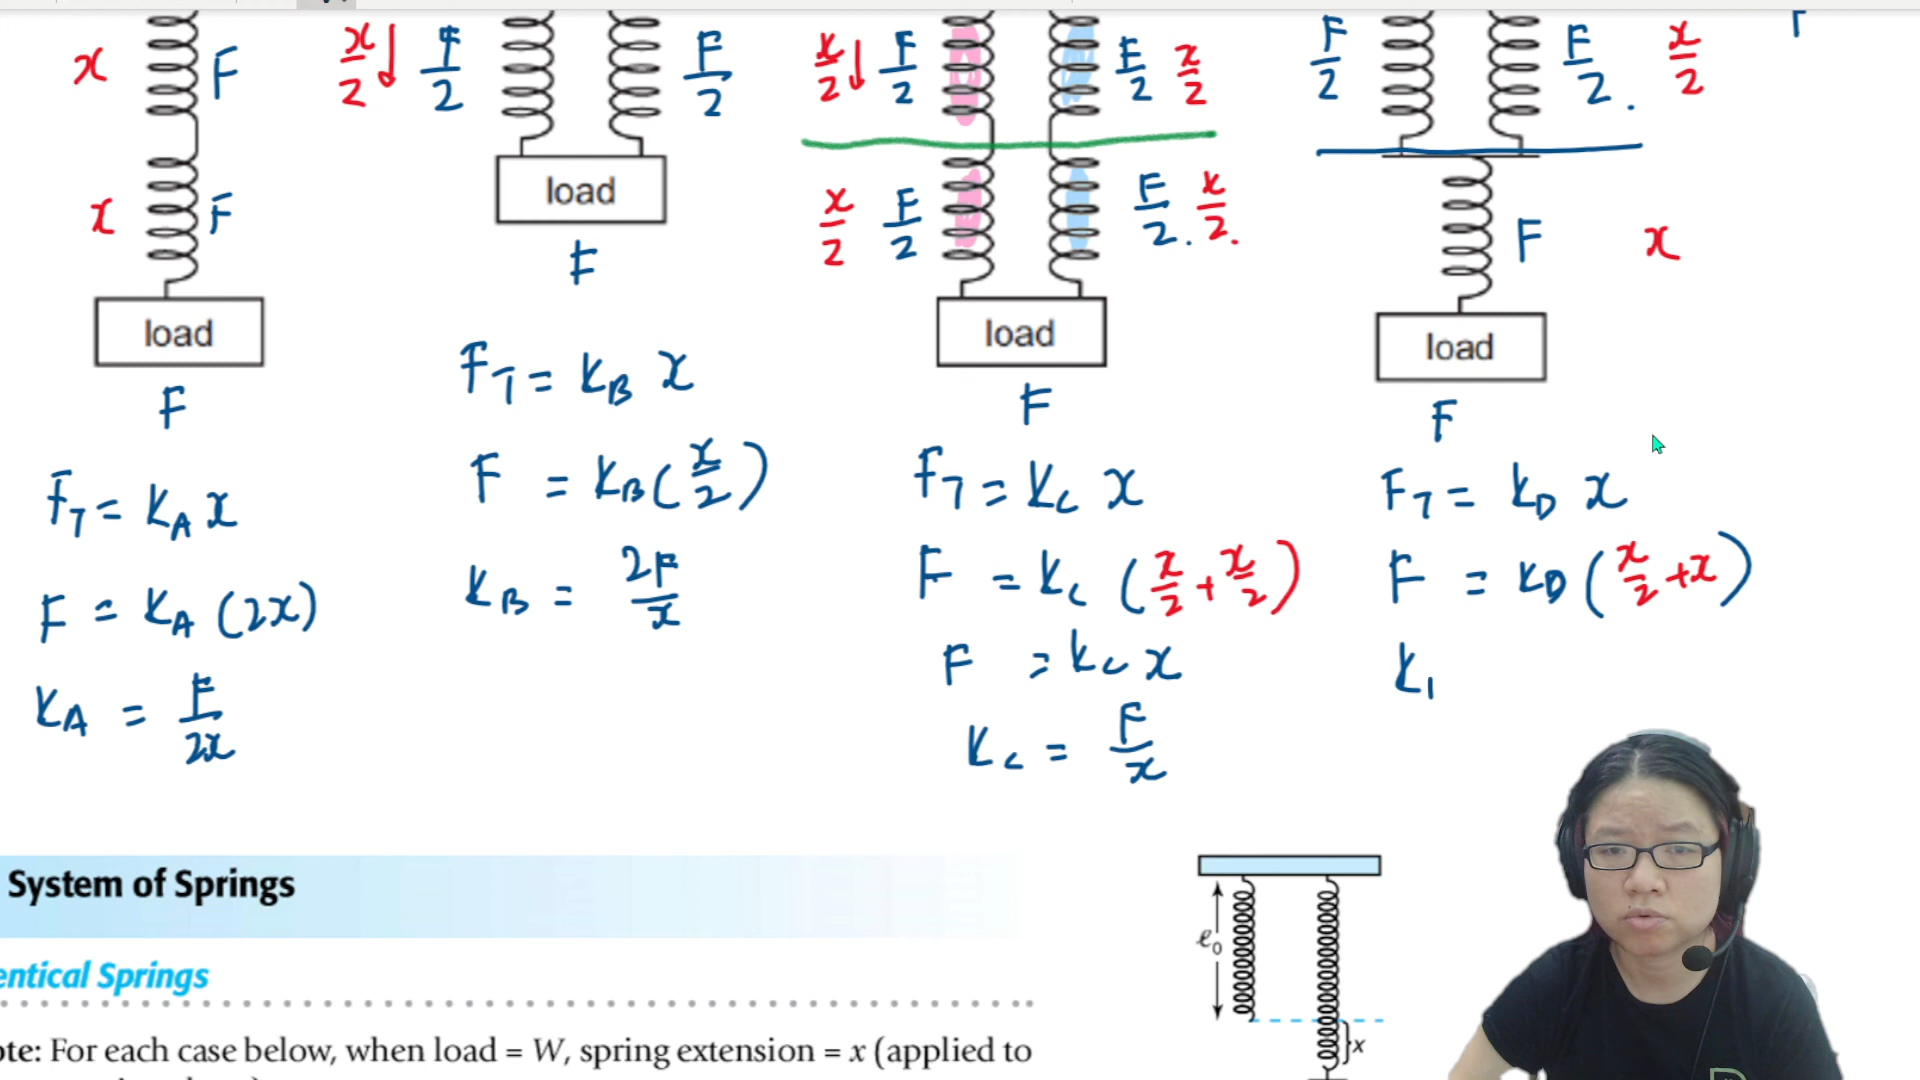 x F
x F
load
F
F_T = K_A x
F = K_A (2x)
K_A = F/2x
x/2 ↓ F/2 F/2
load
F
F_T = K_B x
F = K_B (x/2)
K_B = 2F/x
x/2 ↓ F/2 F/2 x/2
x/2 F/2 F/2. x/2.
load
F
F_T = K_C x
F = K_C (x/2 + x/2)
F = K_C x
K_C = F/x
F/2 F/2. x/2
F x
load
F
F_T = K_D x
F = K_D (x/2 + x)
K
System of Springs
entical Springs
ote: For each case below, when load = W, spring extension = x (applied to
ℓ₀
x